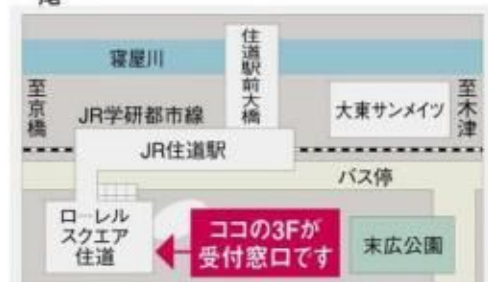 寝屋川
住道駅前大橋
至京橋
JR学研都市線
大東サンメイツ
至木津
JR住道駅
バス停
ローレル
スクエア
住道
ココの3Fが
受付窓口です
末広公園